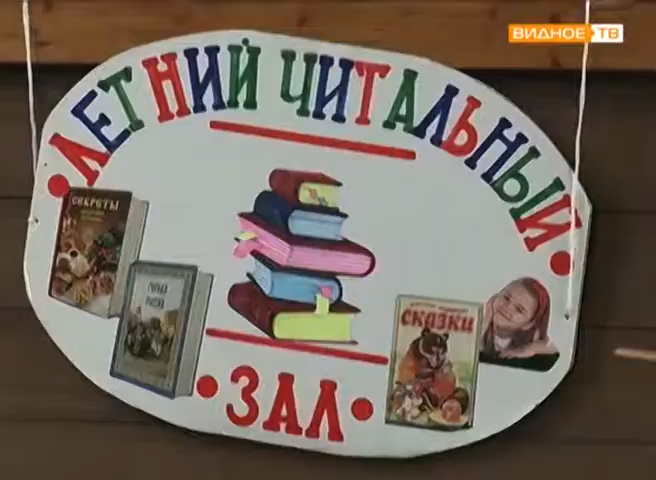 ВИДНОЕ ТВ
ЛЕТНИЙ ЧИТАЛЬНЫЙ
СЕКРЕТЫ
СКАЗКИ
ЗАЛ